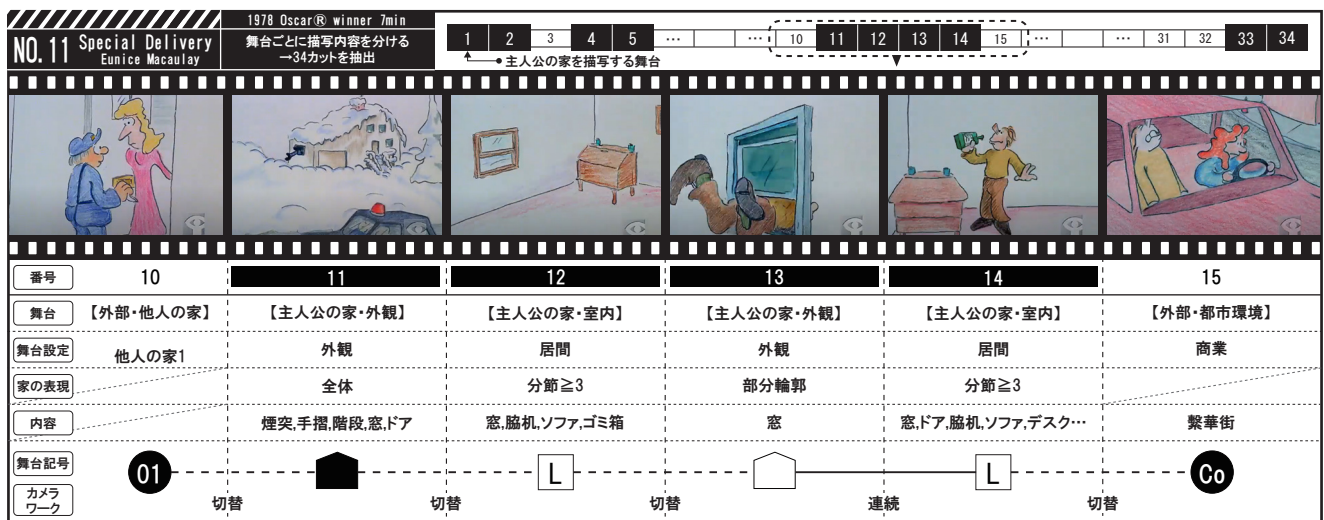 1978 Oscar® winner 7min
NO.11 Special Delivery
Eunice Macaulay
舞台ごとに描写内容を分ける
→34カットを抽出
1 2 3 4 5 … … 10 11 12 13 14 15 … … 31 32 33 34
主人公の家を描写する舞台
番号 10 11 12 13 14 15
舞台 【外部・他人の家】 【主人公の家・外観】 【主人公の家・室内】 【主人公の家・外観】 【主人公の家・室内】 【外部・都市環境】
舞台設定 他人の家1 外観 居間 外観 居間 商業
家の表現 全体 分節≧3 部分輪郭 分節≧3
内容 煙突,手摺,階段,窓,ドア 窓,脇机,ソファ,ゴミ箱 窓 窓,ドア,脇机,ソファ,デスク… 繫華街
舞台記号 01 L L Co
カメラ
ワーク 切替 切替 切替 連続 切替